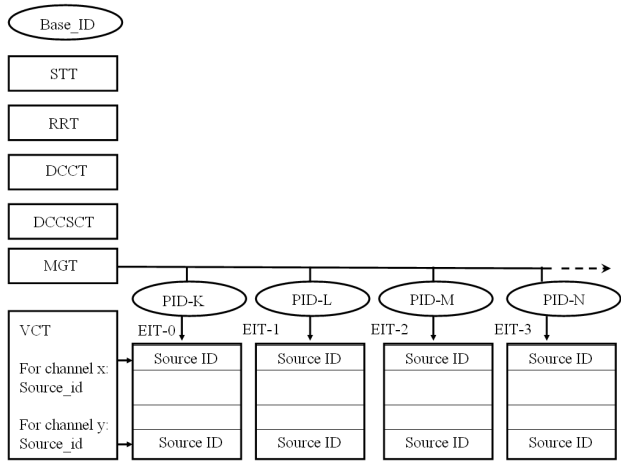 Base_ID
STT
RRT
DCCT
DCCSCT
MGT
PID-K
PID-L
PID-M
PID-N
EIT-0
EIT-1
EIT-2
EIT-3
VCT
Source ID
Source ID
Source ID
Source ID
For channel x:
Source_id
For channel y:
Source_id
Source ID
Source ID
Source ID
Source ID